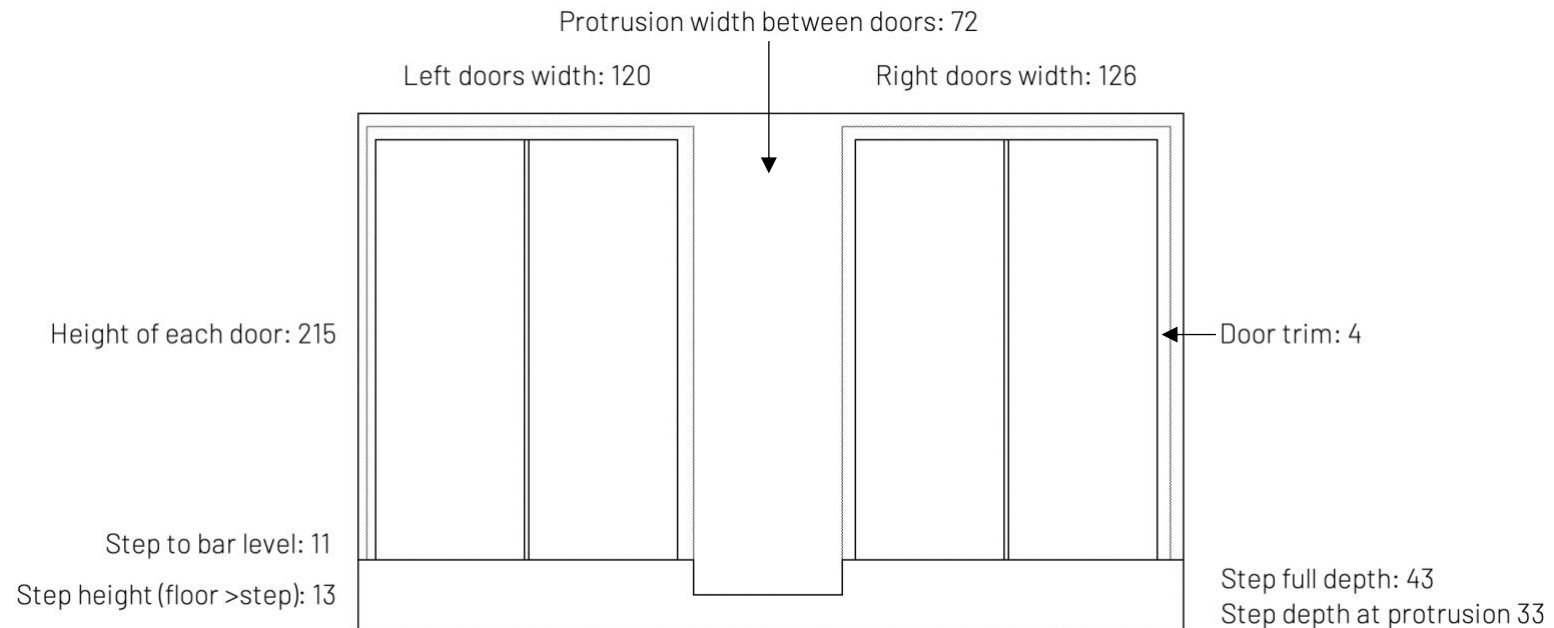 Protrusion width between doors: 72
Left doors width: 120
Right doors width: 126
Height of each door: 215
Door trim: 4
Step to bar level: 11
Step height (floor >step): 13
Step full depth: 43
Step depth at protrusion 33